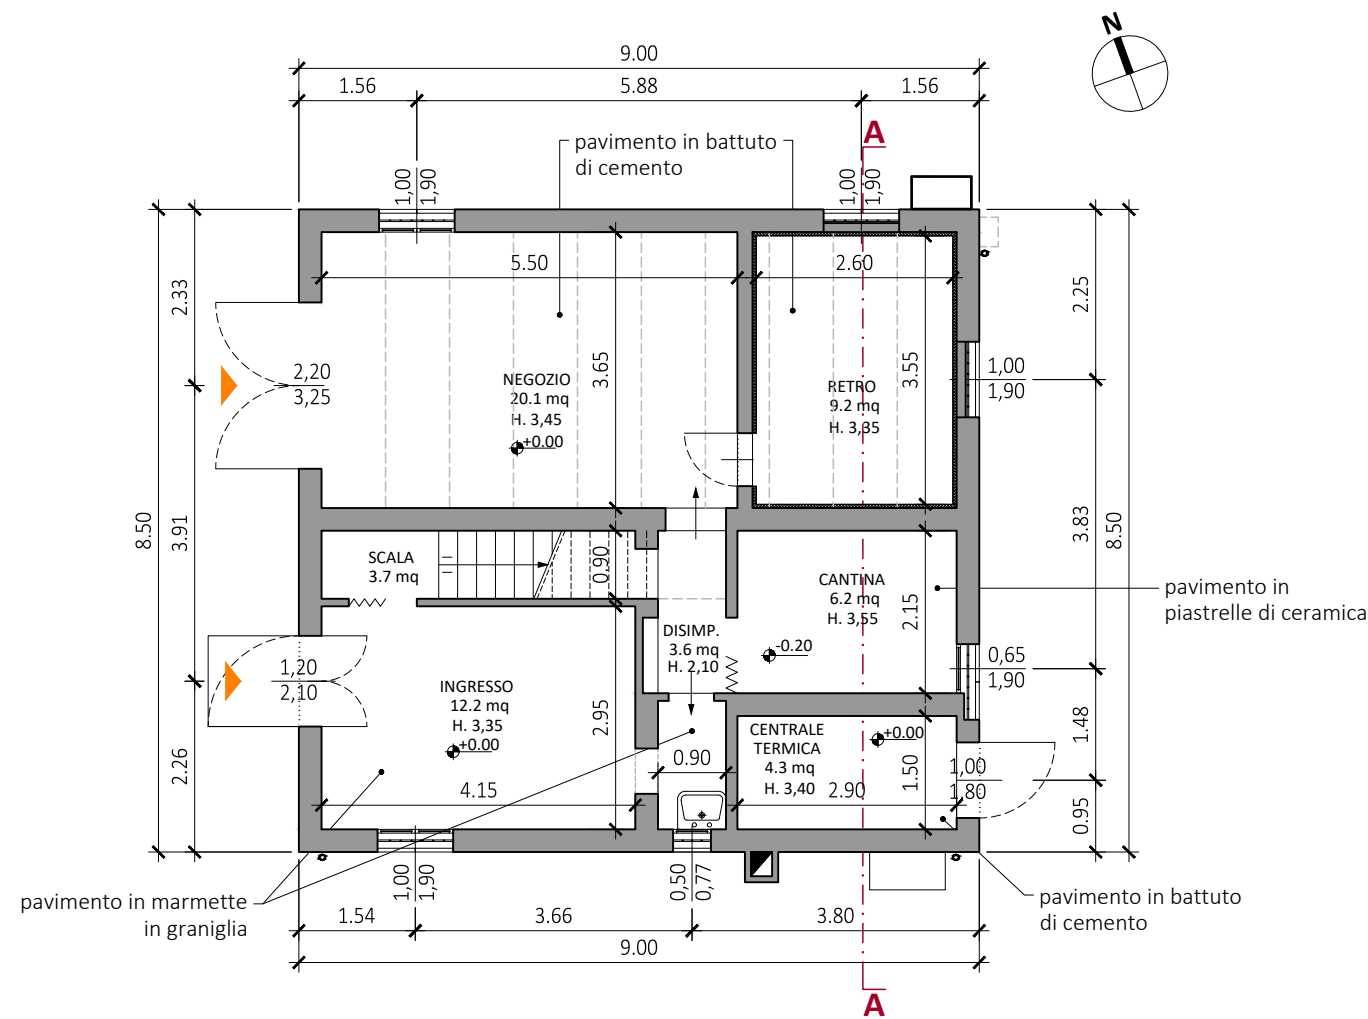 N
9.00
1.56
5.88
1.56
A
pavimento in battuto
di cemento
1,00
1,90
1,00
1,90
5.50
2.60
2.33
2.25
2,20
3,25
3.65
3.55
1,00
1,90
NEGOZIO
20.1 mq
H. 3,45
+0.00
RETRO
9.2 mq
H. 3,35
8.50
3.91
3.83
8.50
SCALA
3.7 mq
0.90
CANTINA
6.2 mq
H. 3,55
2.15
pavimento in
piastrelle di ceramica
DISIMP.
3.6 mq
H. 2,10
-0.20
0,65
1,90
1,20
2,10
INGRESSO
12.2 mq
H. 3,35
+0.00
2.95
CENTRALE
TERMICA
4.3 mq
H. 3,40
+0.00
1.50
1.48
2.26
0.90
1,00
1,80
4.15
2.90
0.95
1,00
1,90
0,50
0,77
pavimento in marmette
in graniglia
pavimento in battuto
di cemento
1.54
3.66
3.80
9.00
A